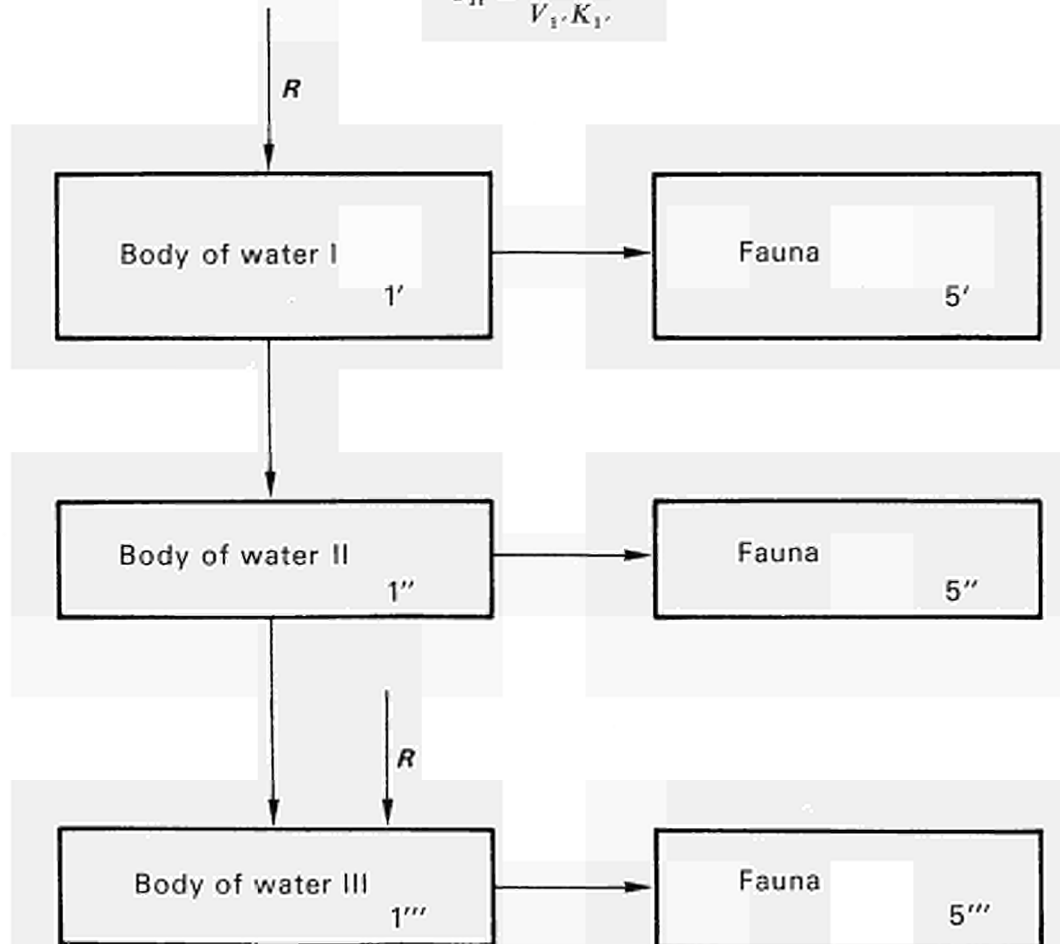 V₁′K₁′
R
Body of water I
1′
Fauna
5′
Body of water II
1″
Fauna
5″
R
Body of water III
1‴
Fauna
5‴